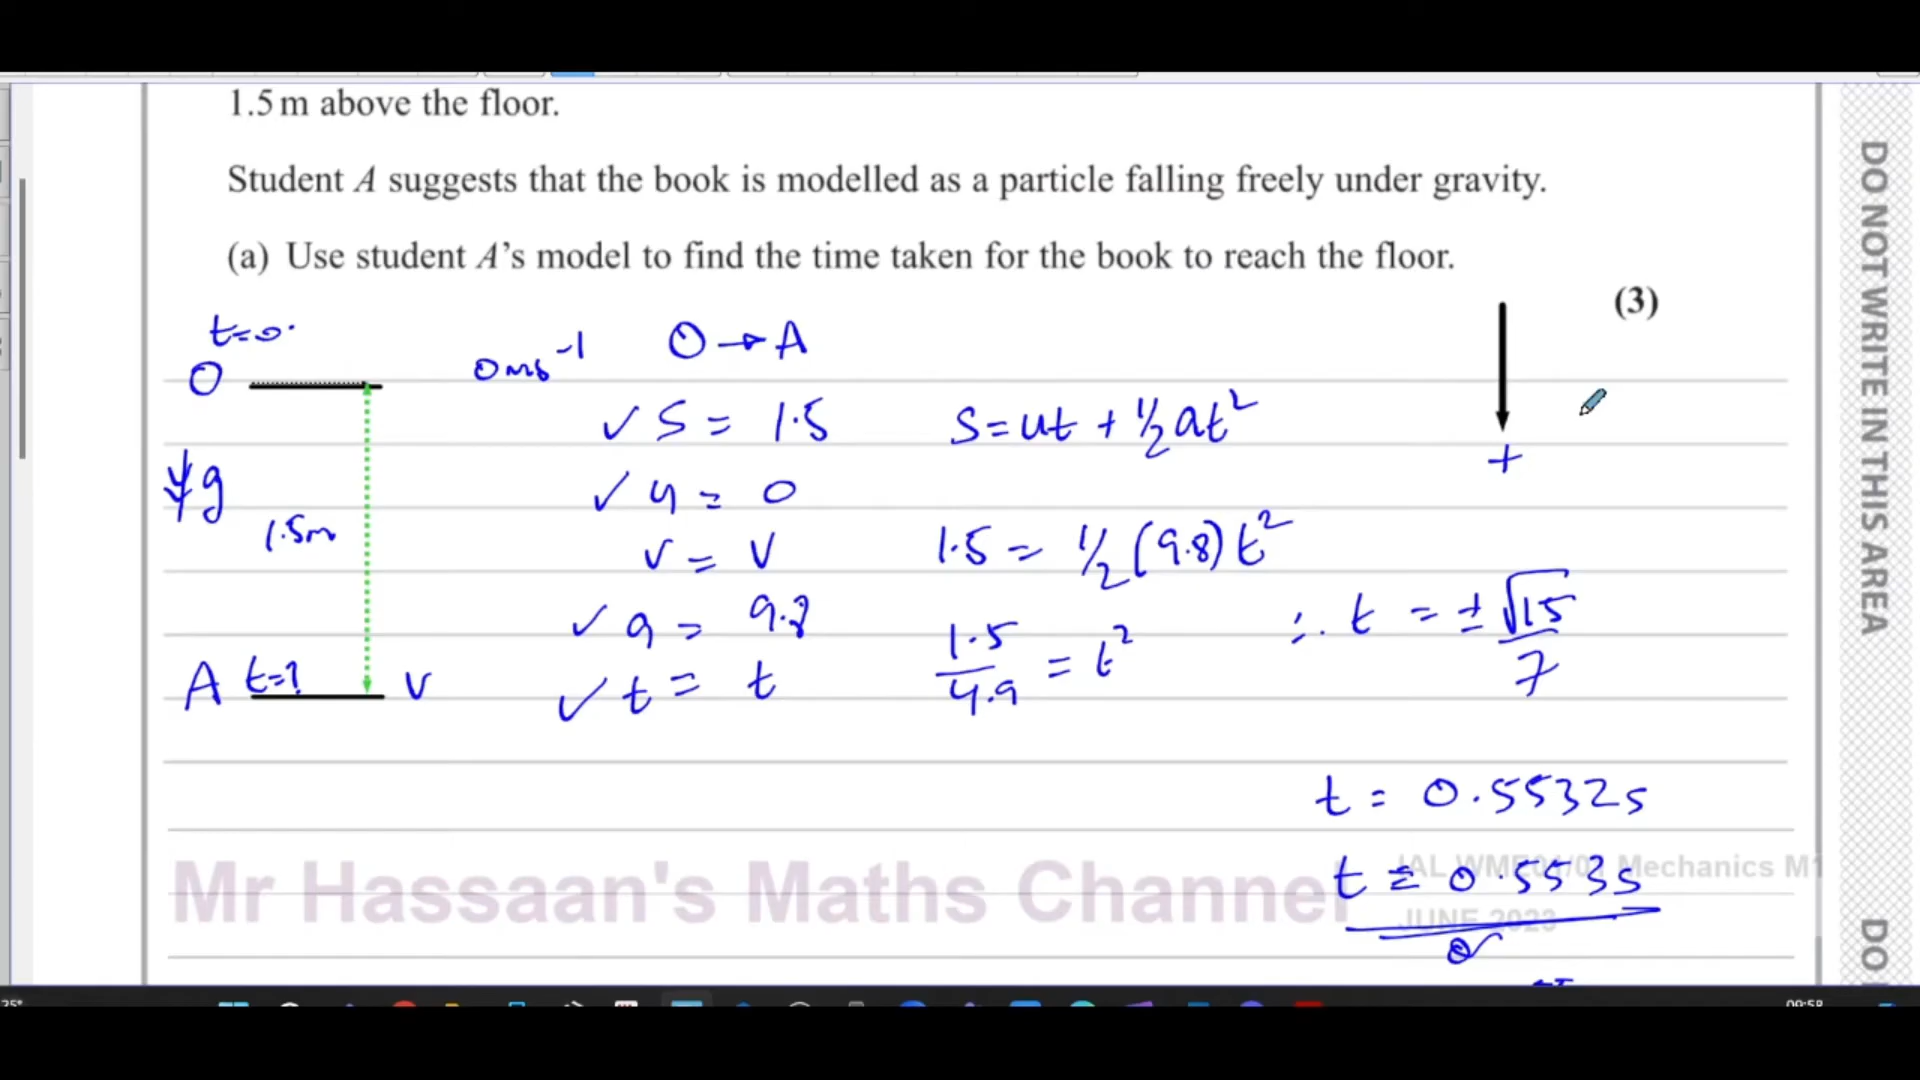 1.5 m above the floor.
Student A suggests that the book is modelled as a particle falling freely under gravity.
(a) Use student A's model to find the time taken for the book to reach the floor.
(3)
t=0.
O
0ms⁻¹
O → A
✓ S = 1.5
S = ut + ½at²
+
↓g
✓ u = 0
1.5m
v = v
1.5 = ½(9.8)t²
✓ a = 9.8
1.5/4.9 = t²
∴ t = ±√15/7
A t=? v
✓ t = t
t = 0.5532s
t = 0.553s
Mr Hassaan's Maths Channel
IAL WME01/01 Mechanics M1
JUNE 2023
DO NOT WRITE IN THIS AREA
DO
25°
09:58